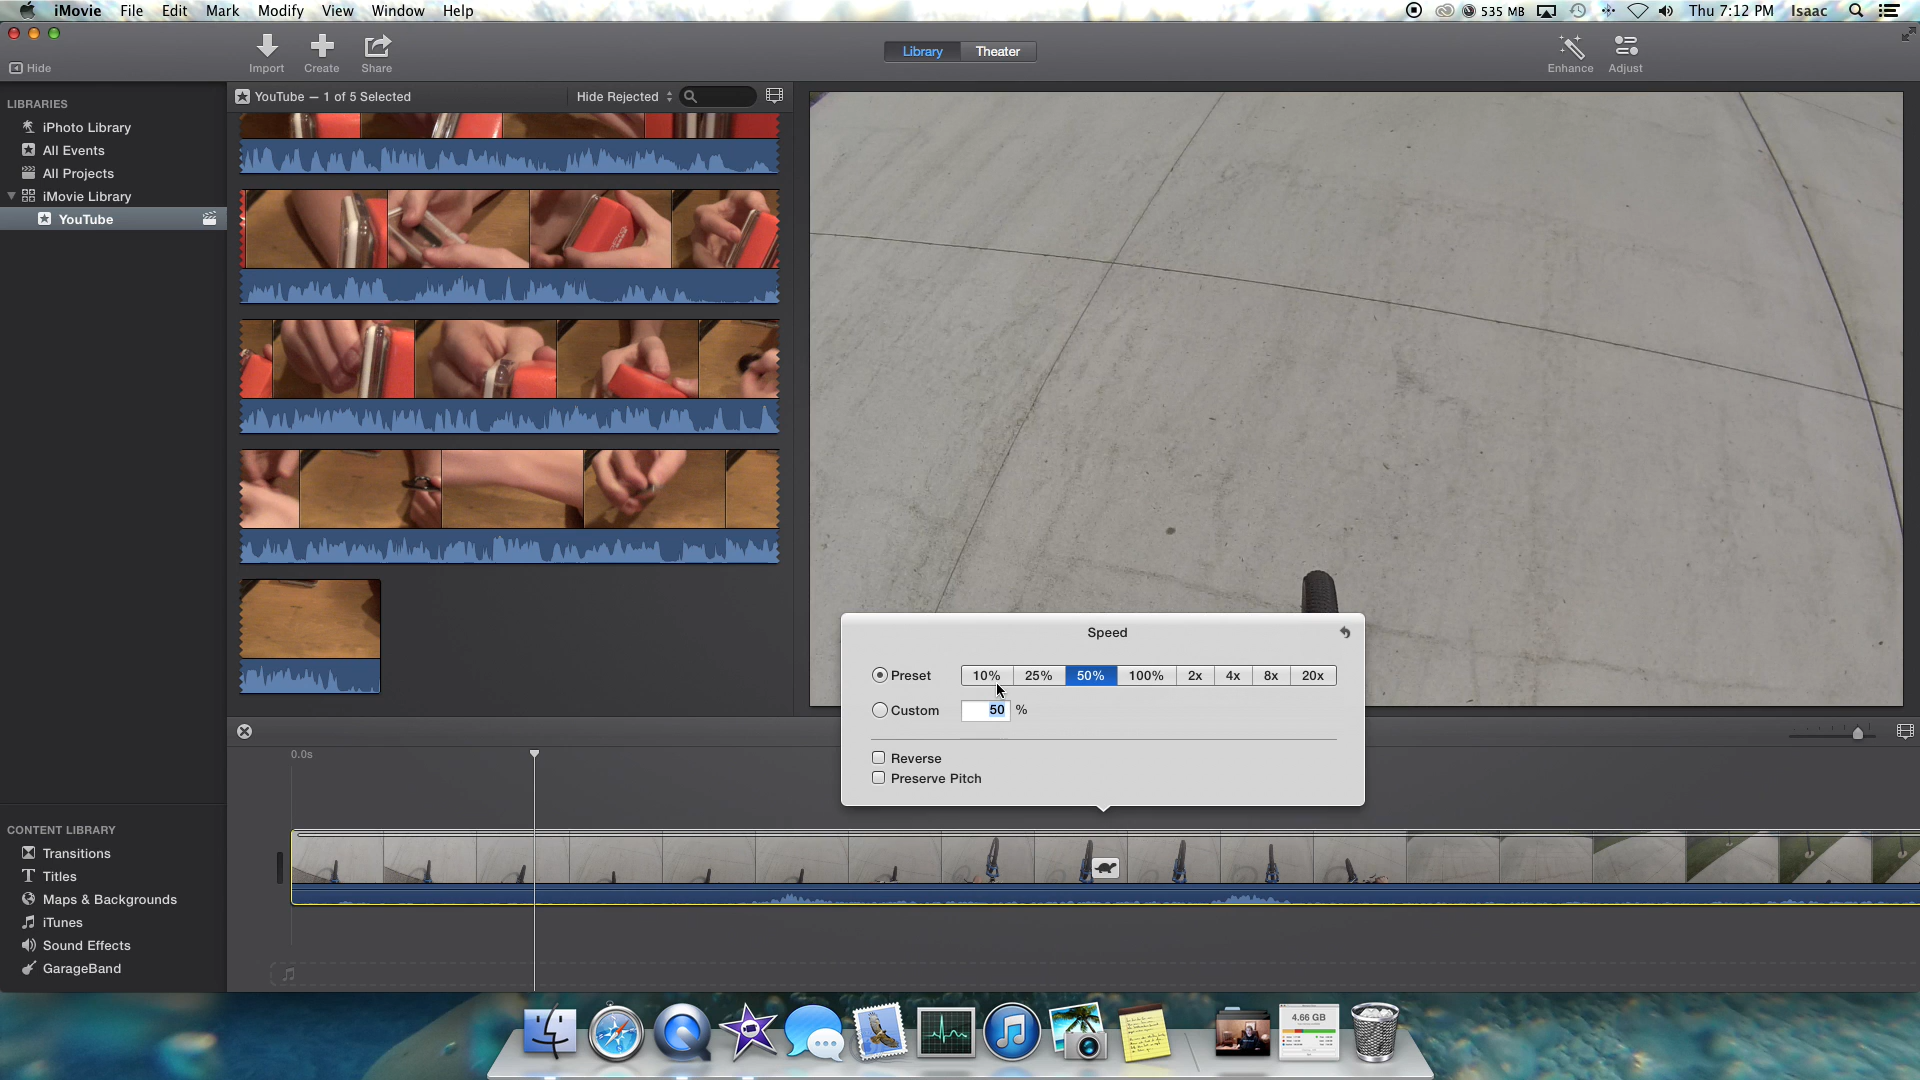 iMovie File Edit Mark Modify View Window Help
535 MB Thu 7:12 PM Isaac
Hide
Import Create Share
Library Theater
Enhance Adjust
LIBRARIES
iPhoto Library
All Events
All Projects
iMovie Library
YouTube
YouTube — 1 of 5 Selected
Hide Rejected
Speed
Preset 10% 25% 50% 100% 2x 4x 8x 20x
Custom 50 %
Reverse
Preserve Pitch
0.0s
CONTENT LIBRARY
Transitions
Titles
Maps & Backgrounds
iTunes
Sound Effects
GarageBand
4.66 GB